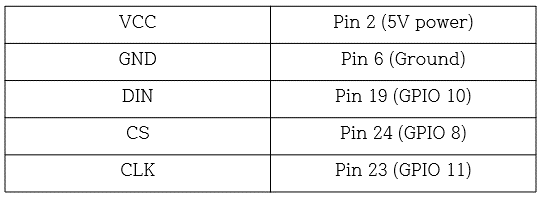 VCC Pin 2 (5V power)
GND Pin 6 (Ground)
DIN Pin 19 (GPIO 10)
CS Pin 24 (GPIO 8)
CLK Pin 23 (GPIO 11)